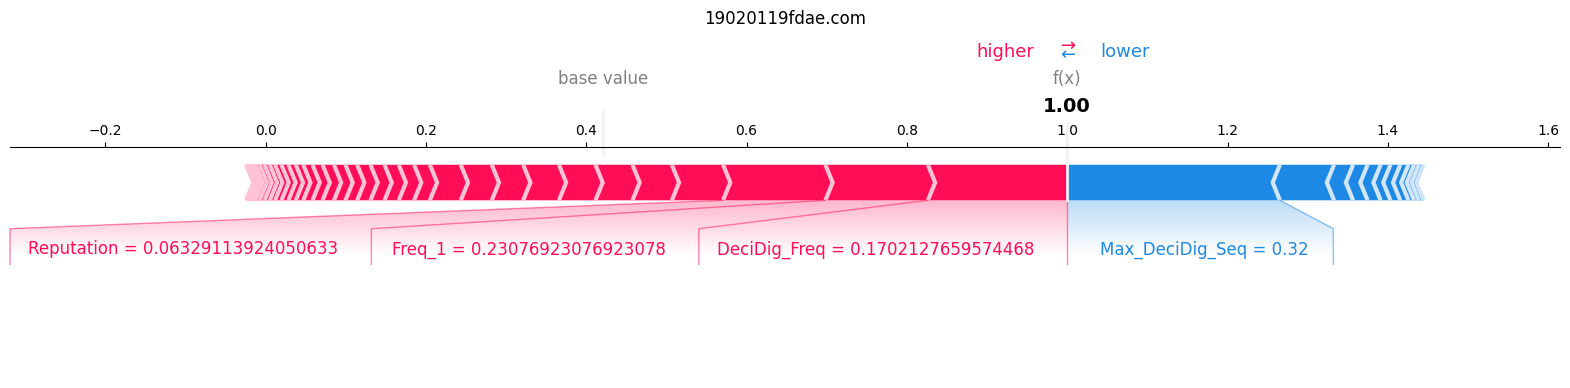 19020119fdae.com
higher → ← lower
base value f(x)
1.00
−0.2 0.0 0.2 0.4 0.6 0.8 1.0 1.2 1.4 1.6
Reputation = 0.06329113924050633 Freq_1 = 0.23076923076923078 DeciDig_Freq = 0.1702127659574468 Max_DeciDig_Seq = 0.32